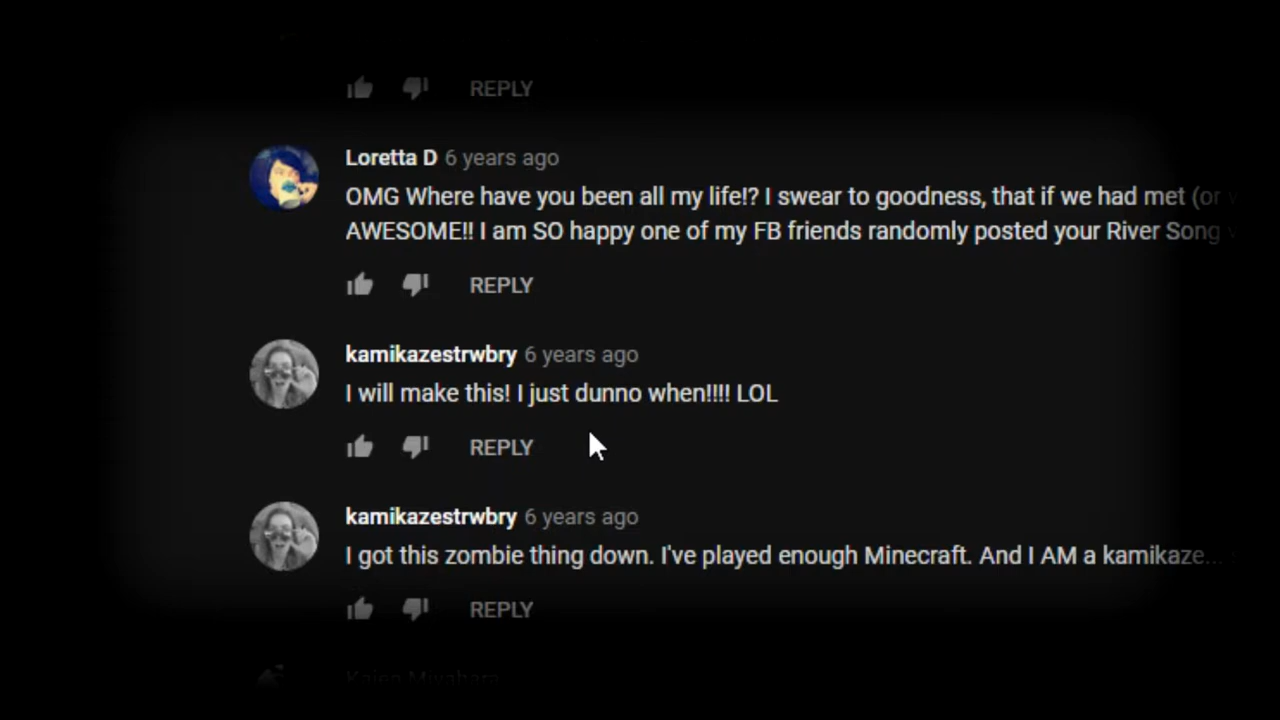 REPLY
Loretta D 6 years ago
OMG Where have you been all my life!? I swear to goodness, that if we had met (or
AWESOME!! I am SO happy one of my FB friends randomly posted your River Song
REPLY
kamikazestrwbry 6 years ago
I will make this! I just dunno when!!!! LOL
REPLY
kamikazestrwbry 6 years ago
I got this zombie thing down. I've played enough Minecraft. And I AM a kamikaze...
REPLY